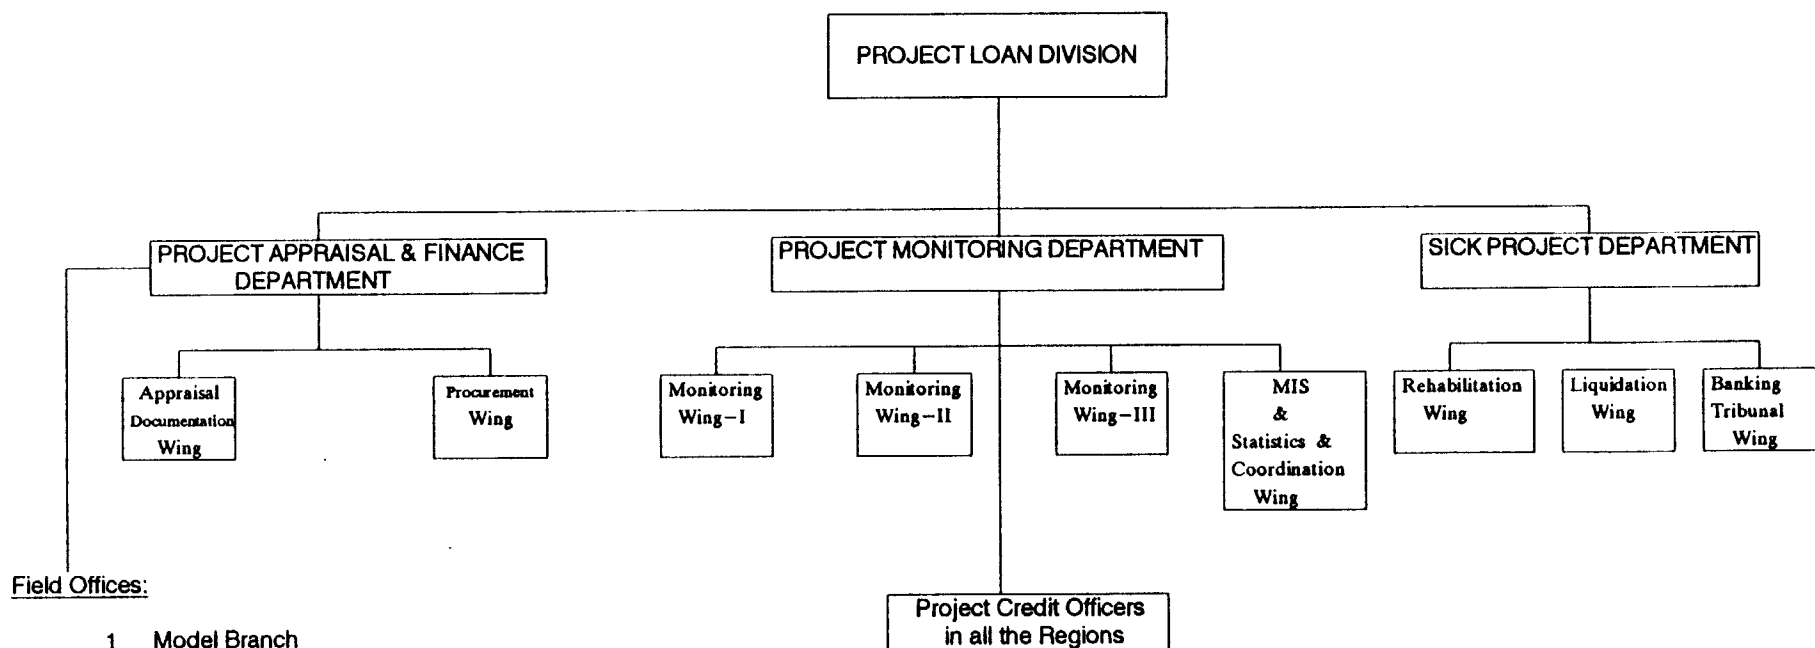 PROJECT LOAN DIVISION
PROJECT APPRAISAL & FINANCE
DEPARTMENT
PROJECT MONITORING DEPARTMENT
SICK PROJECT DEPARTMENT
Appraisal
Documentation
Wing
Procurement
Wing
Monitoring
Wing-I
Monitoring
Wing-II
Monitoring
Wing-III
MIS
&
Statistics &
Coordination
Wing
Rehabilitation
Wing
Liquidation
Wing
Banking
Tribunal
Wing
Field Offices:
1 Model Branch
Project Credit Officers
in all the Regions